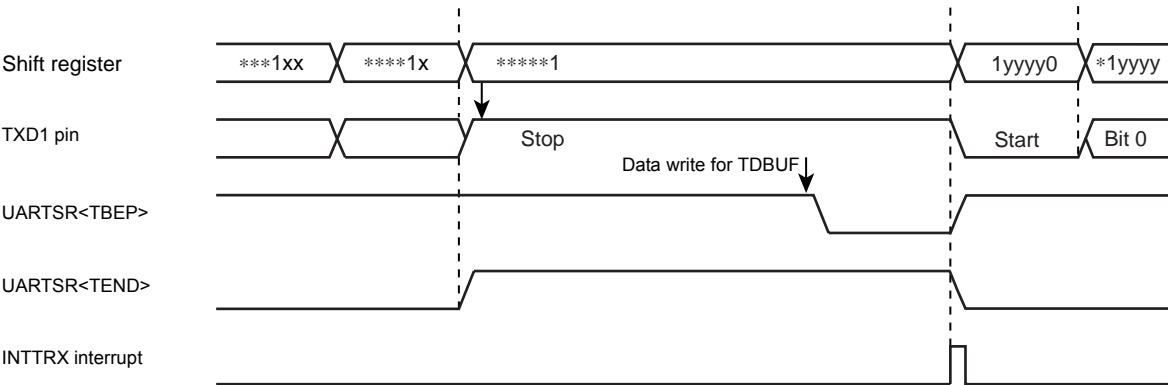 Shift register ***1xx ****1x *****1 1yyyy0 *1yyyy
TXD1 pin Stop Start Bit 0
Data write for TDBUF
UARTSR<TBEP>
UARTSR<TEND>
INTTRX interrupt